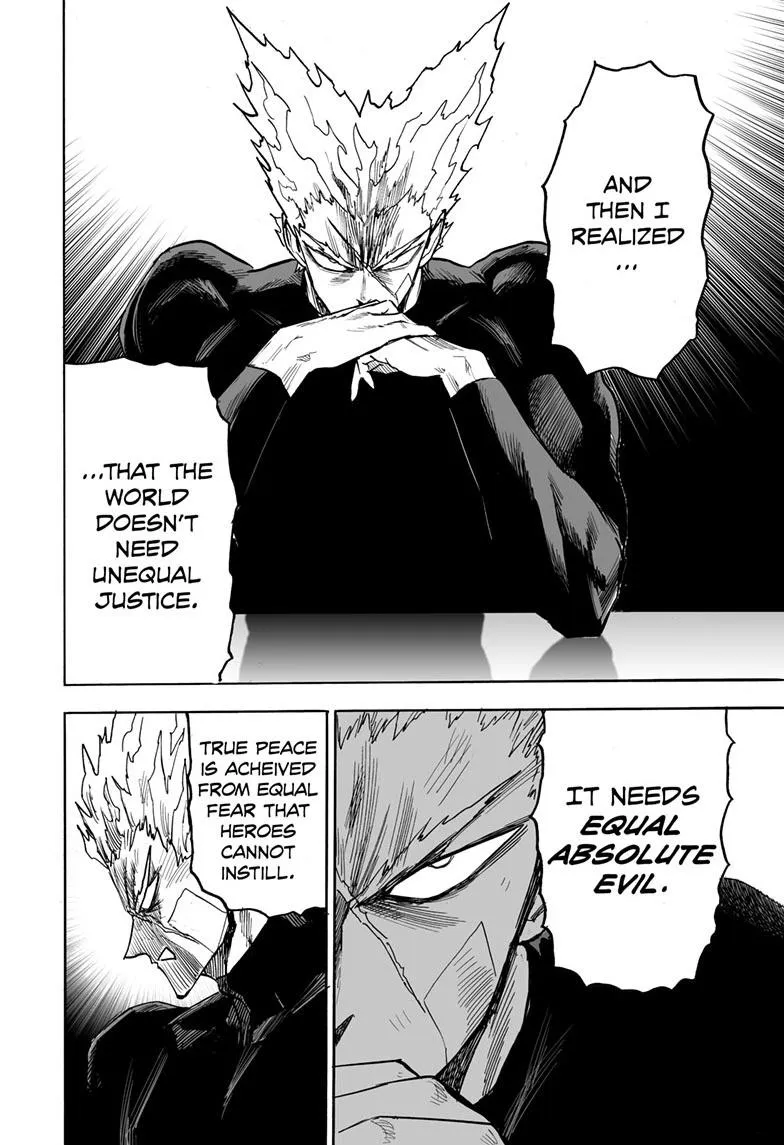 AND
THEN I
REALIZED
...
...THAT THE
WORLD
DOESN'T
NEED
UNEQUAL
JUSTICE.
IT NEEDS
EQUAL
ABSOLUTE
EVIL.
TRUE PEACE
IS ACHEIVED
FROM EQUAL
FEAR THAT
HEROES
CANNOT
INSTILL.